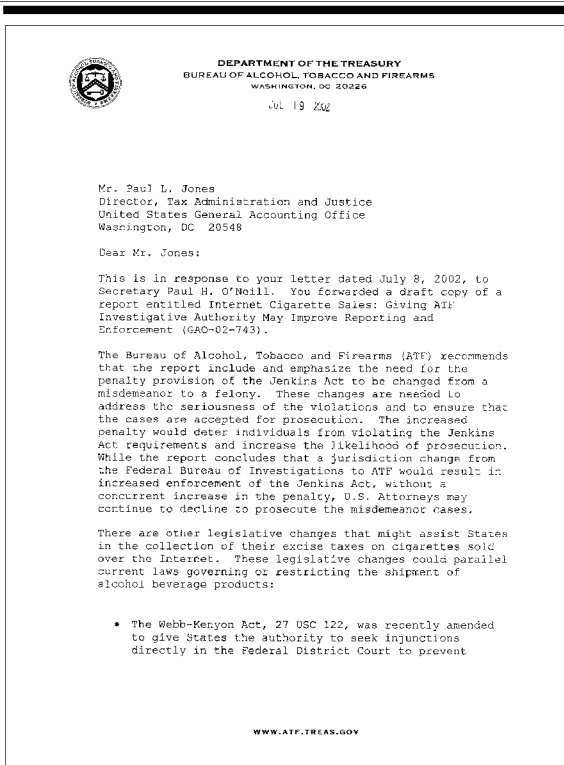 DEPARTMENT OF THE TREASURY
BUREAU OF ALCOHOL, TOBACCO AND FIREARMS
WASHINGTON, DC 20226
JUL 19 2002
Mr. Paul L. Jones
Director, Tax Administration and Justice
United States General Accounting Office
Washington, DC 20548
Dear Mr. Jones:
This is in response to your letter dated July 8, 2002, to
Secretary Paul H. O'Neill. You forwarded a draft copy of a
report entitled Internet Cigarette Sales: Giving ATF
Investigative Authority May Improve Reporting and
Enforcement (GAO-02-743).
The Bureau of Alcohol, Tobacco and Firearms (ATF) recommends
that the report include and emphasize the need for the
penalty provision of the Jenkins Act to be changed from a
misdemeanor to a felony. These changes are needed to
address the seriousness of the violations and to ensure that
the cases are accepted for prosecution. The increased
penalty would deter individuals from violating the Jenkins
Act requirements and increase the likelihood of prosecution.
While the report concludes that a jurisdiction change from
the Federal Bureau of Investigations to ATF would result in
increased enforcement of the Jenkins Act, without a
concurrent increase in the penalty, U.S. Attorneys may
continue to decline to prosecute the misdemeanor cases.
There are other legislative changes that might assist States
in the collection of their excise taxes on cigarettes sold
over the Internet. These legislative changes could parallel
current laws governing or restricting the shipment of
alcohol beverage products:
• The Webb-Kenyon Act, 27 USC 122, was recently amended
to give States the authority to seek injunctions
directly in the Federal District Court to prevent
WWW.ATF.TREAS.GOV